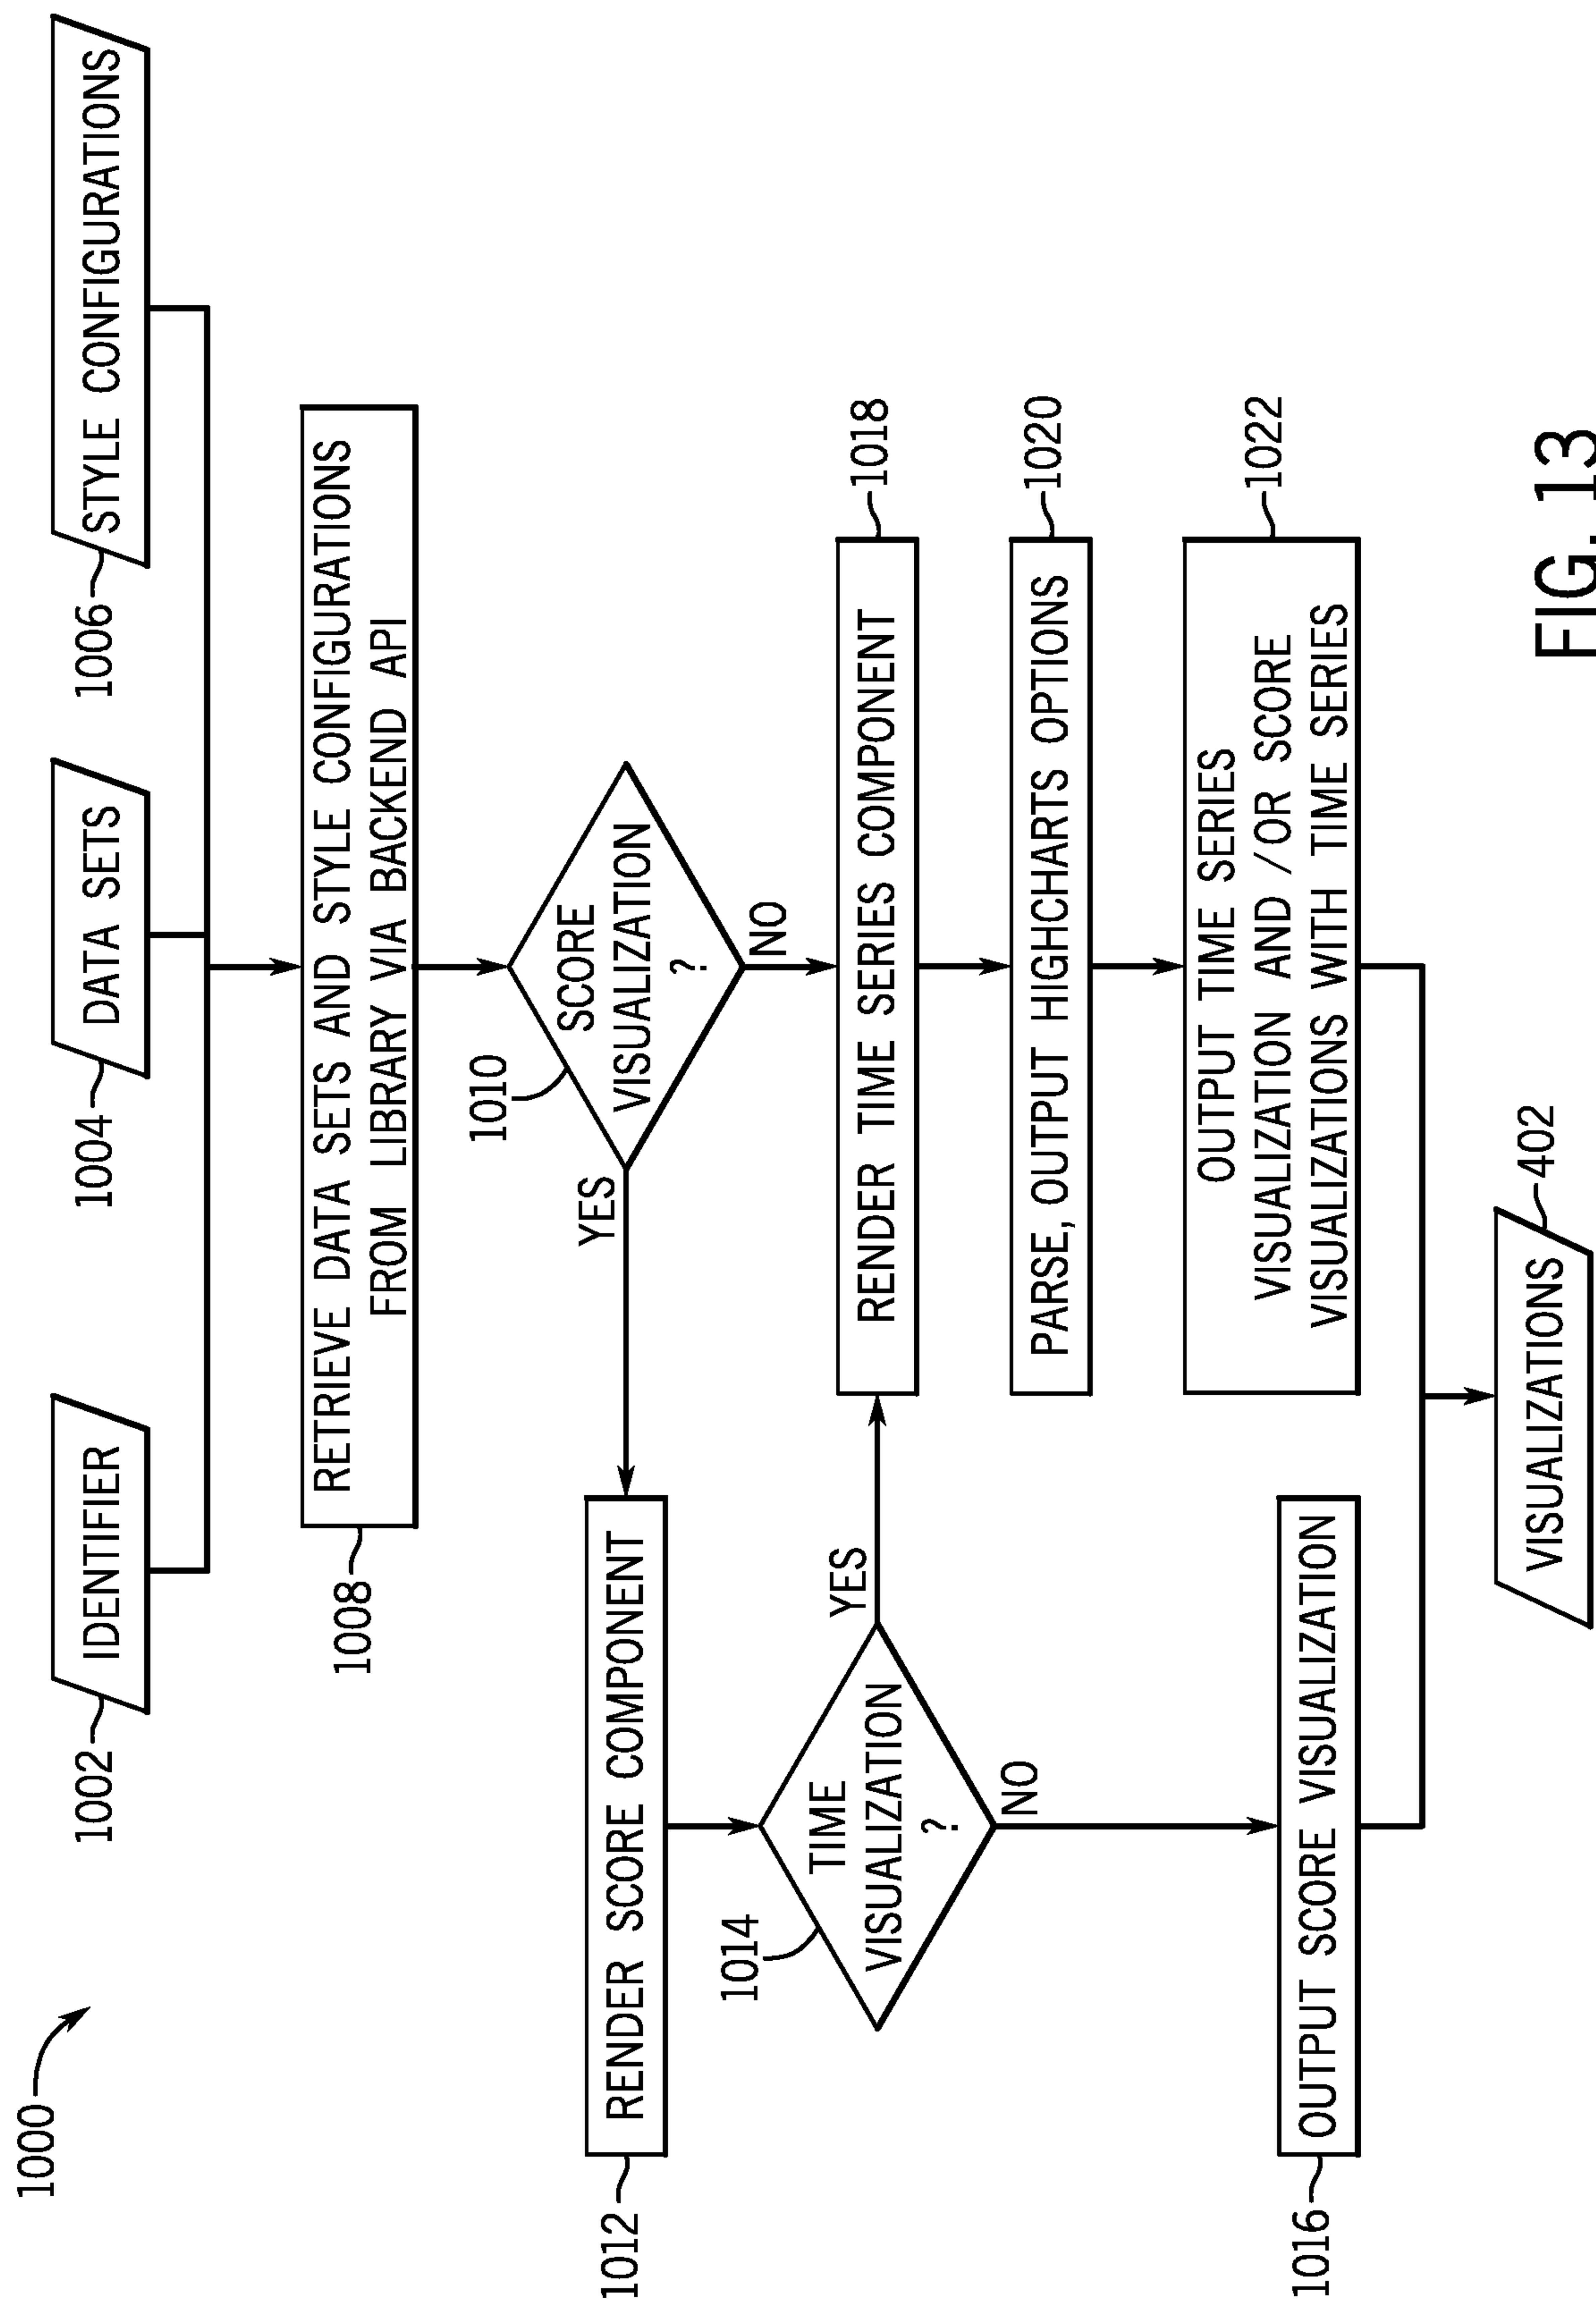 1000
1002
IDENTIFIER
1004
DATA SETS
1006
STYLE CONFIGURATIONS
1008
RETRIEVE DATA SETS AND STYLE CONFIGURATIONS
FROM LIBRARY VIA BACKEND API
1010
SCORE
VISUALIZATION
?
YES
NO
1012
RENDER SCORE COMPONENT
1014
TIME
VISUALIZATION
?
YES
NO
RENDER TIME SERIES COMPONENT
1018
PARSE, OUTPUT HIGHCHARTS OPTIONS
1020
1016
OUTPUT SCORE VISUALIZATION
OUTPUT TIME SERIES
VISUALIZATION AND /OR SCORE
VISUALIZATIONS WITH TIME SERIES
1022
VISUALIZATIONS
402
FIG. 13